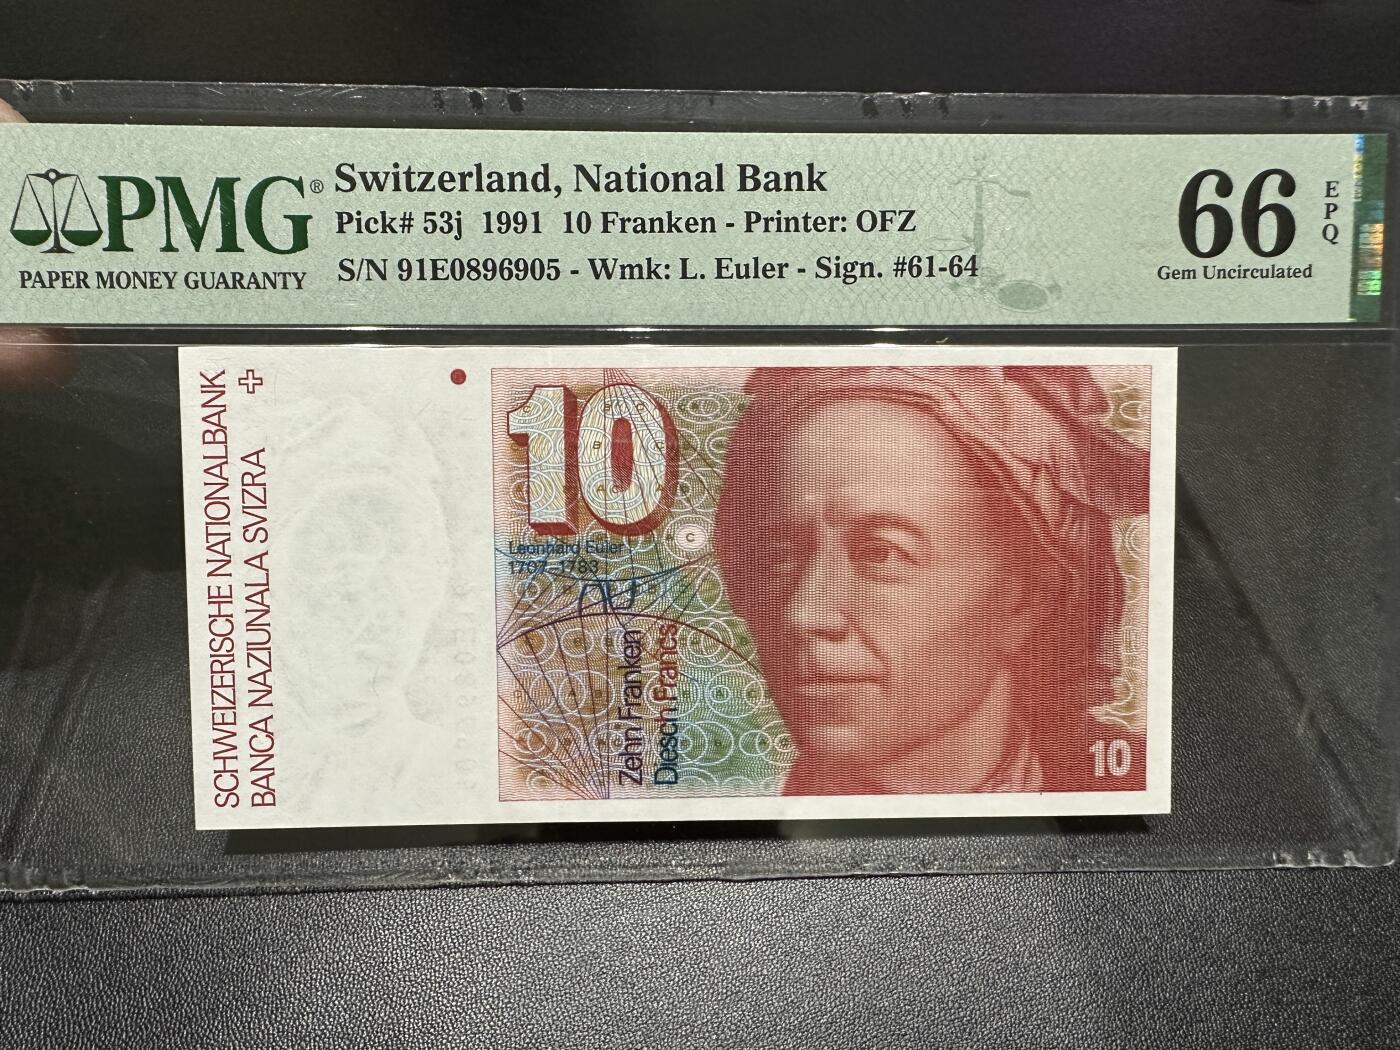 PMG®
PAPER MONEY GUARANTY
Switzerland, National Bank
Pick# 53j 1991 10 Franken - Printer: OFZ
S/N 91E0896905 - Wmk: L. Euler - Sign. #61-64
66
EPQ
Gem Uncirculated
SCHWEIZERISCHE NATIONALBANK
BANCA NAZIUNALA SVIZRA
10
Leonhard Euler
1707–1783
C
Zehn Franken
Diesch Francs
10